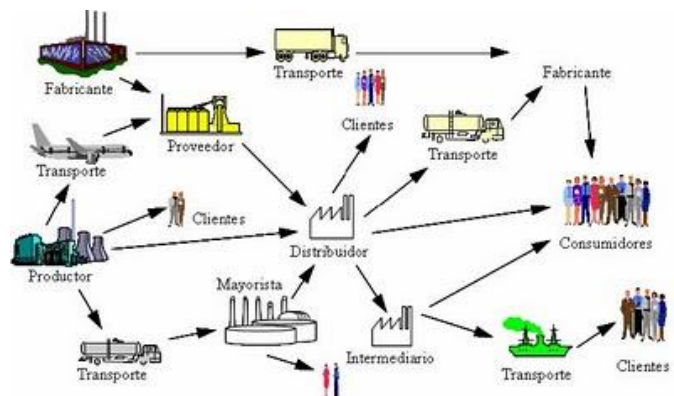 Fabricante
Transporte
Fabricante
Clientes
Proveedor
Transporte
Transporte
Clientes
Productor
Distribuidor
Consumidores
Mayorista
Transporte
Intermediario
Transporte
Clientes